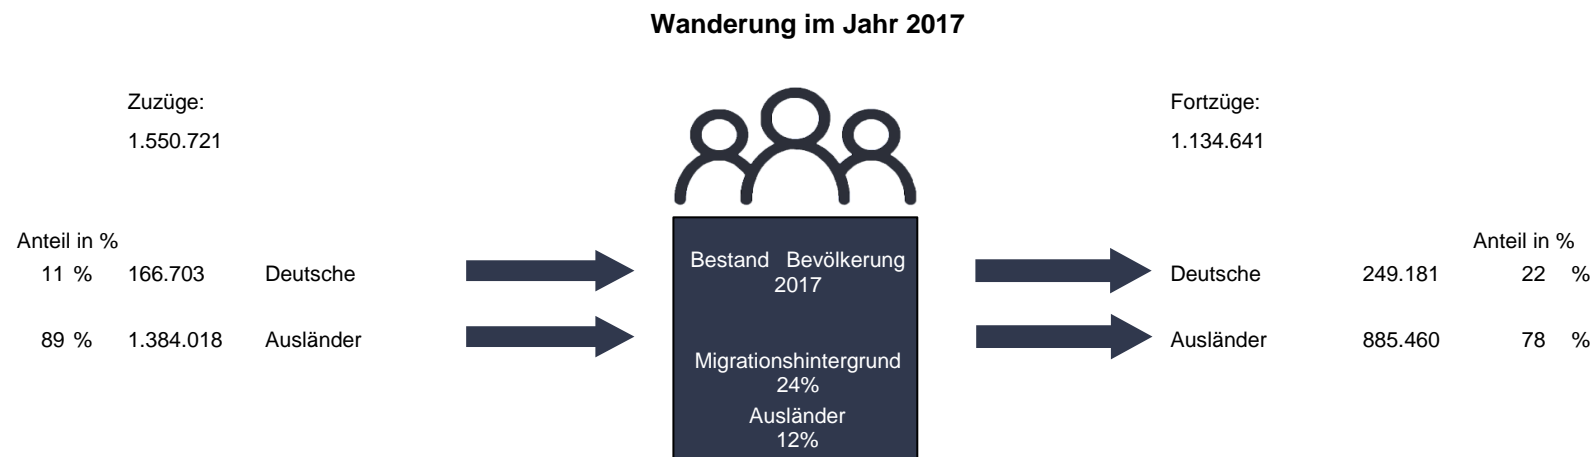 Wanderung im Jahr 2017
Zuzüge:
1.550.721
Fortzüge:
1.134.641
Anteil in %
11 % 166.703 Deutsche
89 % 1.384.018 Ausländer
Bestand Bevölkerung
2017
Migrationshintergrund
24%
Ausländer
12%
Anteil in %
Deutsche 249.181 22 %
Ausländer 885.460 78 %